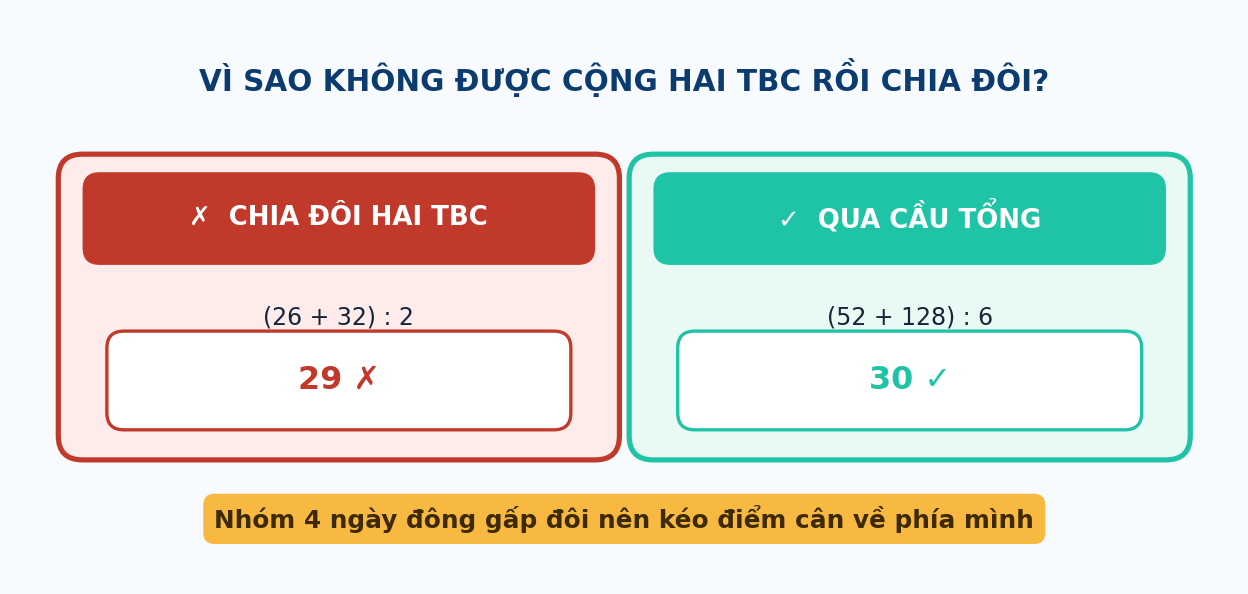 VÌ SAO KHÔNG ĐƯỢC CỘNG HAI TBC RỒI CHIA ĐÔI?
✗ CHIA ĐÔI HAI TBC
(26 + 32) : 2
29 ✗
✓ QUA CẦU TỔNG
(52 + 128) : 6
30 ✓
Nhóm 4 ngày đông gấp đôi nên kéo điểm cân về phía mình